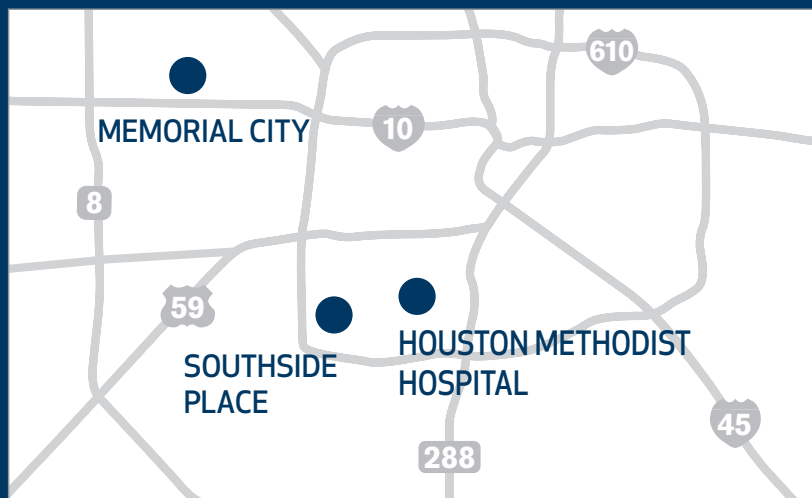 610
MEMORIAL CITY
10
8
59
SOUTHSIDE
PLACE
HOUSTON METHODIST
HOSPITAL
45
288